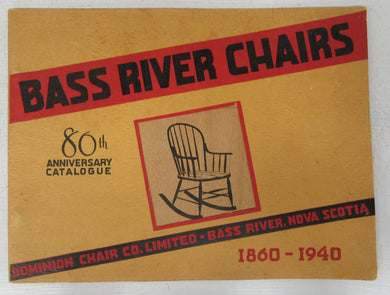 BASS RIVER CHAIRS
80th
ANNIVERSARY
CATALOGUE
DOMINION CHAIR CO. LIMITED • BASS RIVER, NOVA SCOTIA
1860 - 1940